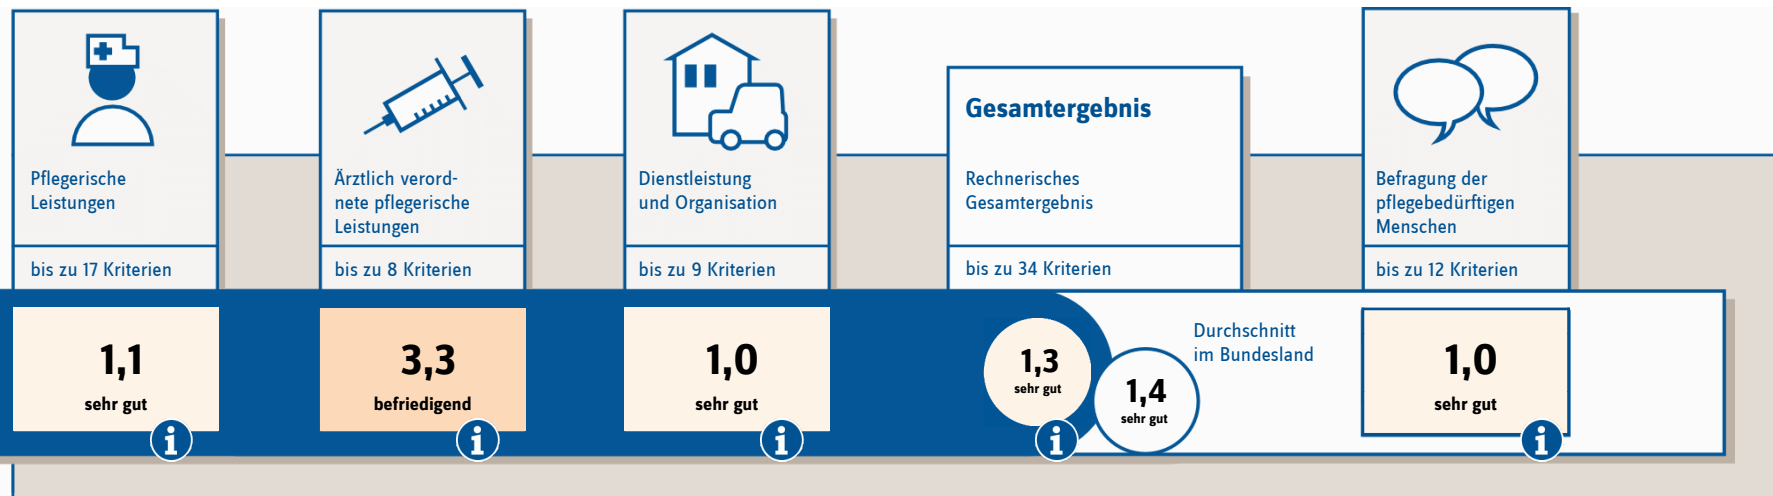 Pflegerische
Leistungen
bis zu 17 Kriterien
1,1
sehr gut
i
Ärztlich verord-
nete pflegerische
Leistungen
bis zu 8 Kriterien
3,3
befriedigend
i
Dienstleistung
und Organisation
bis zu 9 Kriterien
1,0
sehr gut
i
Gesamtergebnis
Rechnerisches
Gesamtergebnis
bis zu 34 Kriterien
1,3
sehr gut
i
Durchschnitt
im Bundesland
1,4
sehr gut
Befragung der
pflegebedürftigen
Menschen
bis zu 12 Kriterien
1,0
sehr gut
i